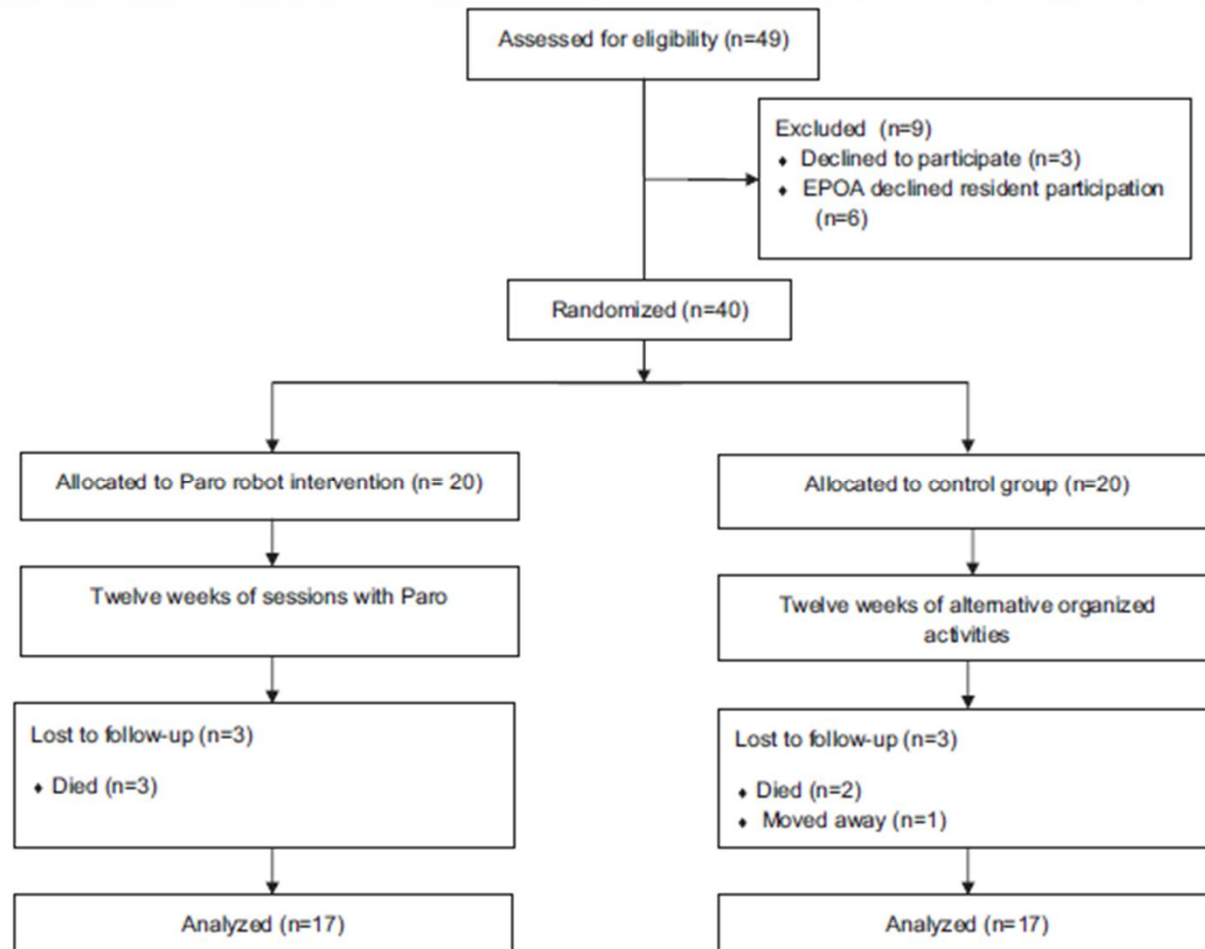 Assessed for eligibility (n=49)
Excluded (n=9)
♦ Declined to participate (n=3)
♦ EPOA declined resident participation
(n=6)
Randomized (n=40)
Allocated to Paro robot intervention (n= 20)
Allocated to control group (n=20)
Twelve weeks of sessions with Paro
Twelve weeks of alternative organized
activities
Lost to follow-up (n=3)
♦ Died (n=3)
Lost to follow-up (n=3)
♦ Died (n=2)
♦ Moved away (n=1)
Analyzed (n=17)
Analyzed (n=17)